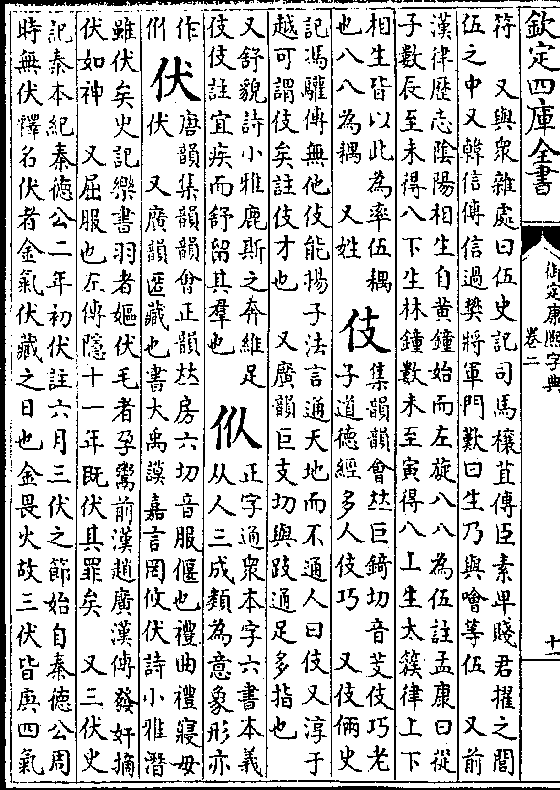 欽定四庫全書
御定康熙字典
卷二
十一
符　又與衆雜處曰伍史記司馬穰苴傳臣素卑賤君擢之閭
伍之中又韓信傳信過樊將軍門歎曰生乃與噲等伍　又前
漢律歴志陰陽相生自黄鐘始而左旋八八為伍註孟康曰從
子數辰至未得八下生林鐘數未至寅得八上生太簇律上下
相生皆以此為率伍耦
也八八為耦　又姓
伎
集韻韻會𠀤巨錡切音芰伎巧老
子道德經多人伎巧　又伎倆史
記馮驩傳無他伎能揚子法言通天地而不通人曰伎又淳于
越可謂伎矣註伎才也　又廣韻巨支切與跂通足多指也
又舒貌詩小雅鹿斯之奔維足
伎伎註宜疾而舒留其羣也
㐺
正字通衆本字六書本義
从人三成類為意象形亦
作
㐺
伏
唐韻集韻韻會正韻𠀤房六切音服偃也禮曲禮寢毋
伏　又廣韻匿藏也書大禹謨嘉言罔攸伏詩小雅潛
雖伏矣史記樂書羽者嫗伏毛者孕鬻前漢趙廣漢傳發奸摘
伏如神　又屈服也左傳隱十一年既伏其罪矣　又三伏史
記秦本紀秦德公二年初伏註六月三伏之節始自秦德公周
時無伏釋名伏者金氣伏藏之日也金畏火故三伏皆庚四氣